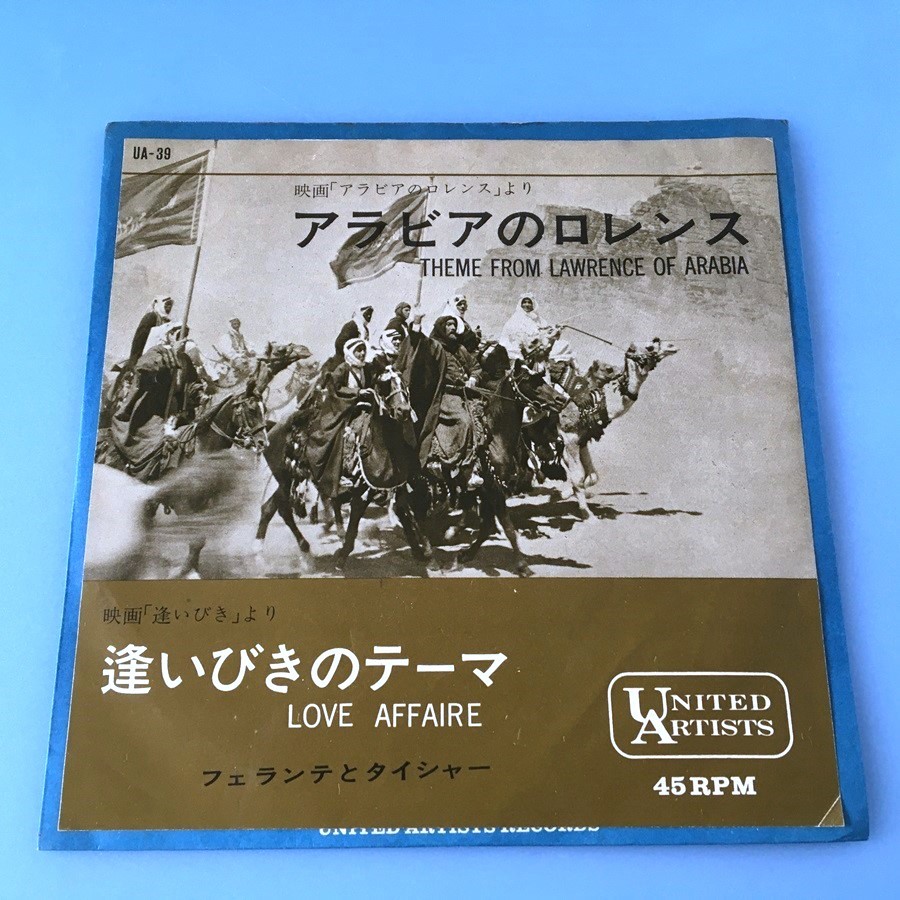 UA-39
映画「アラビアのロレンス」より
アラビアのロレンス
THEME FROM LAWRENCE OF ARABIA
映画「逢いびき」より
逢いびきのテーマ
LOVE AFFAIRE
フェランテとタイシャー
UNITED
ARTISTS
45 RPM
UNITED ARTISTS RECORDS